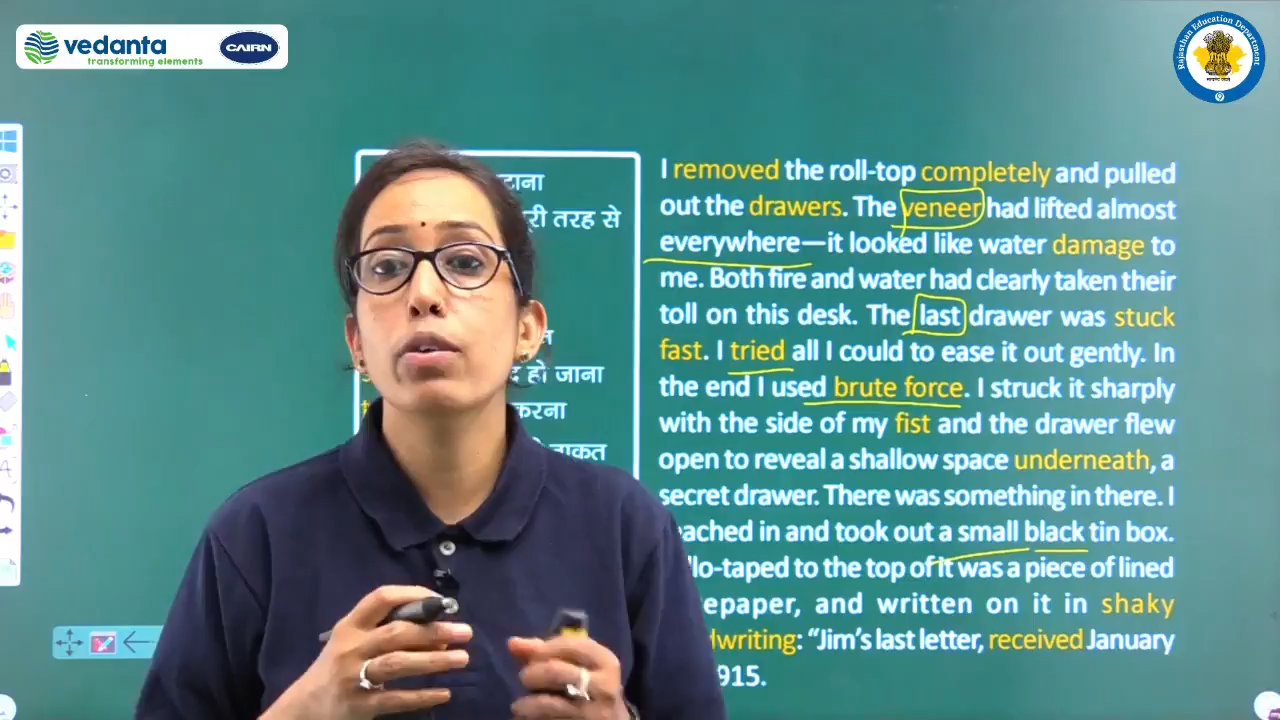 vedanta
transforming elements
CAIRN
Rajasthan Education Department
री तरह से
हो जाना
करना
ताकत
I removed the roll-top completely and pulled
out the drawers. The veneer had lifted almost
everywhere—it looked like water damage to
me. Both fire and water had clearly taken their
toll on this desk. The last drawer was stuck
fast. I tried all I could to ease it out gently. In
the end I used brute force. I struck it sharply
with the side of my fist and the drawer flew
open to reveal a shallow space underneath, a
secret drawer. There was something in there. I
eached in and took out a small black tin box.
llo-taped to the top of it was a piece of lined
epaper, and written on it in shaky
dwriting: “Jim’s last letter, received January
915.